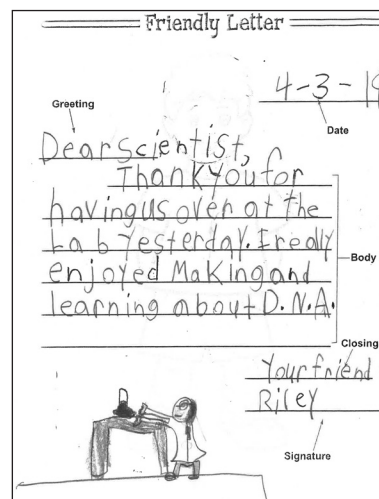 Friendly Letter
4-3-19
Greeting
Date
Dear Scientist,
Thank you for
having us over at the
Lab Yesterday. I really
enjoyed Making and
learning about D.N.A.
Body
Closing
Your friend
Riley
Signature